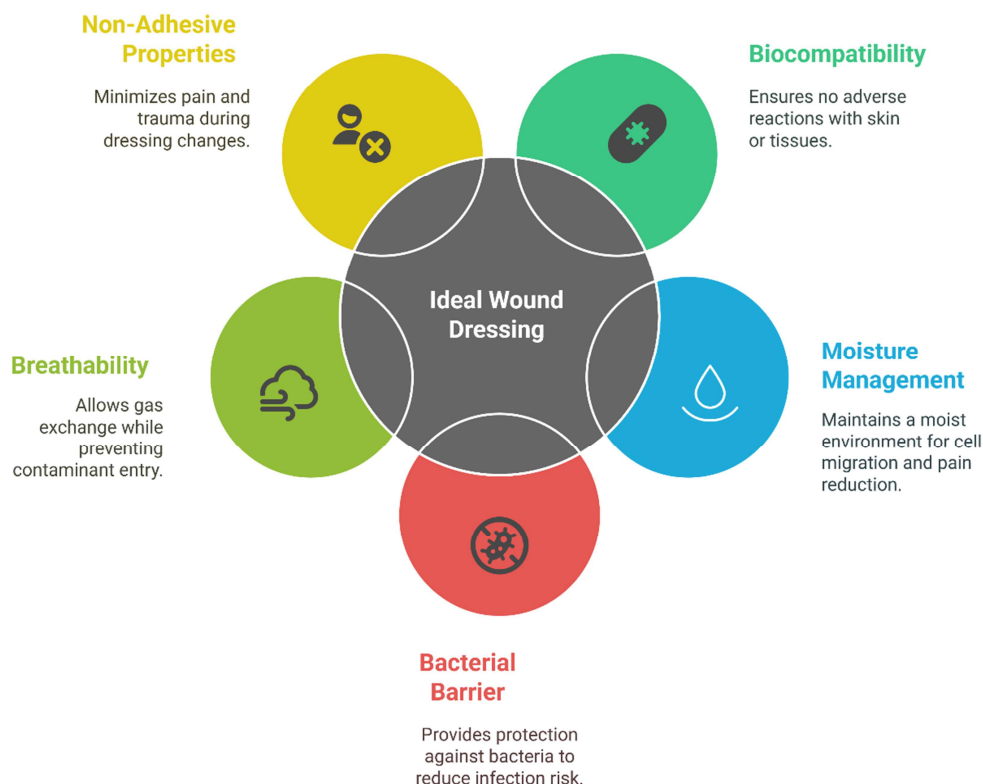 Non-Adhesive
Properties
Minimizes pain and
trauma during
dressing changes.
Biocompatibility
Ensures no adverse
reactions with skin
or tissues.
Ideal Wound
Dressing
Breathability
Allows gas
exchange while
preventing
contaminant entry.
Moisture
Management
Maintains a moist
environment for cell
migration and pain
reduction.
Bacterial
Barrier
Provides protection
against bacteria to
reduce infection risk.